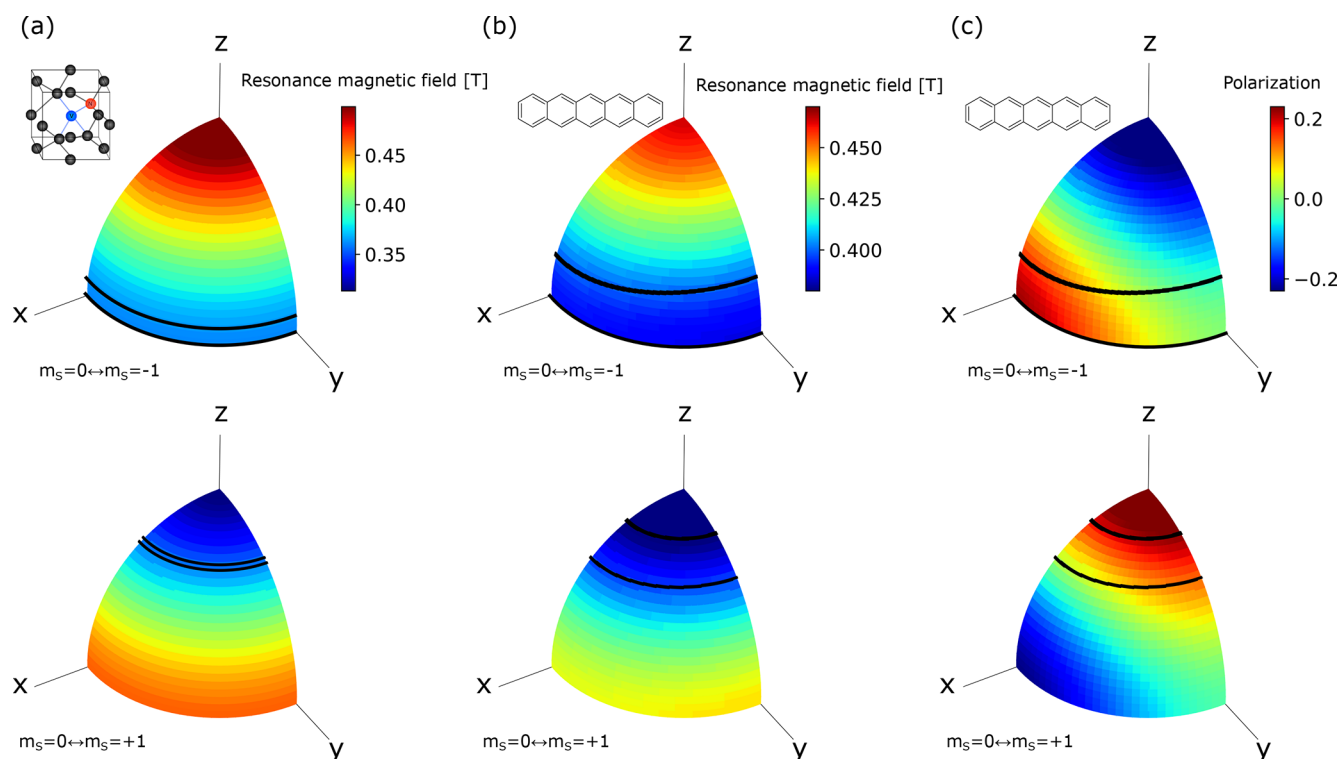 (a)
(b)
(c)
z
z
z
Resonance magnetic field [T]
Resonance magnetic field [T]
Polarization
N
V
0.45
0.40
0.35
0.450
0.400
0.2
0.0
−0.2
x
x
x
y
y
y
mS=0↔mS=-1
mS=0↔mS=-1
mS=0↔mS=-1
z
z
z
x
x
x
y
y
y
mS=0↔mS=+1
mS=0↔mS=+1
mS=0↔mS=+1